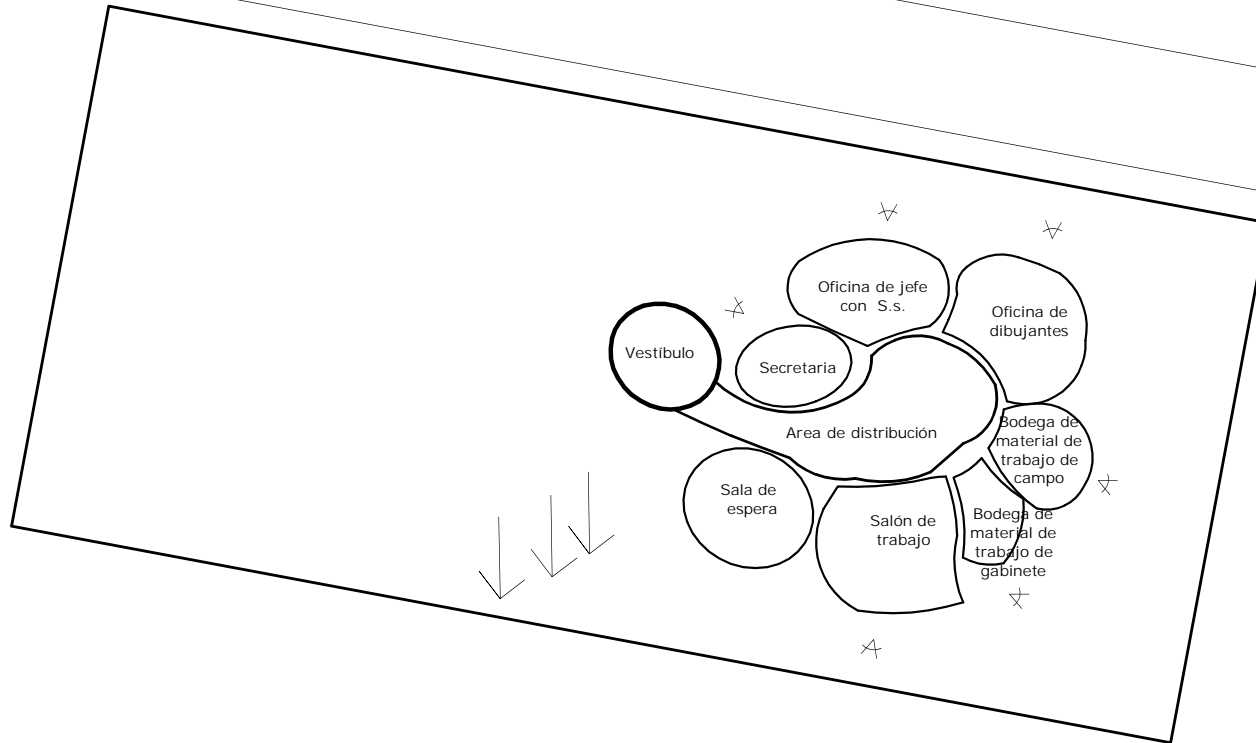 Oficina de jefe
con S.s.
Oficina de
dibujantes
Vestíbulo
Secretaria
Area de distribución
Bodega de
material de
trabajo de
campo
Sala de
espera
Salón de
trabajo
Bodega de
material de
trabajo de
gabinete